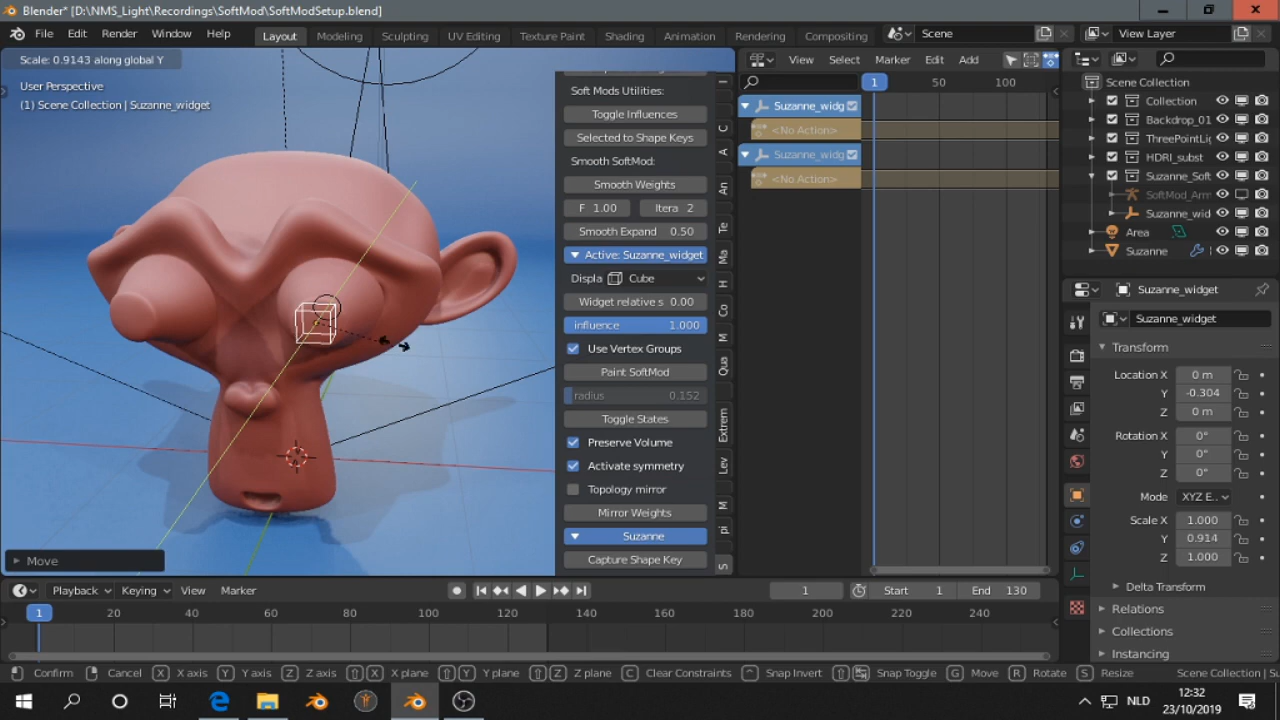 Blender* [D:\NMS_Light\Recordings\SoftMod\SoftModSetup.blend]
File Edit Render Window Help Layout Modeling Sculpting UV Editing Texture Paint Shading Animation Rendering Compositing Scene View Layer
Scale: 0.9143 along global Y
User Perspective
(1) Scene Collection | Suzanne_widget
Soft Mods Utilities:
Toggle Influences
Selected to Shape Keys
Smooth SoftMod:
Smooth Weights
F 1.00 Itera 2
Smooth Expand 0.50
Active: Suzanne_widget
Displa Cube
Widget relative s 0.00
influence 1.000
Use Vertex Groups
Paint SoftMod
radius 0.152
Toggle States
Preserve Volume
Activate symmetry
Topology mirror
Mirror Weights
Suzanne
Capture Shape Key
Move
C
A
An
Te
Ma
H
Co
M
Qua
Extrem
Lev
M
pi
S
View Select Marker Edit Add
1 50 100
Suzanne_widg
<No Action>
Suzanne_widg
<No Action>
Scene Collection
Collection
Backdrop_01
ThreePointLig
HDRI_subst
Suzanne_Soft
SoftMod_Arm
Suzanne_wid
Area
Suzanne
Suzanne_widget
Suzanne_widget
Transform
Location X 0 m
Y -0.304
Z 0 m
Rotation X 0°
Y 0°
Z 0°
Mode XYZ E..
Scale X 1.000
Y 0.914
Z 1.000
Delta Transform
Relations
Collections
Instancing
Playback Keying View Marker 1 Start 1 End 130
1 20 40 60 80 100 120 140 160 180 200 220 240
Confirm Cancel X X axis Y Y axis Z Z axis X X plane Y Y plane Z Z plane C Clear Constraints Snap Invert Snap Toggle G Move R Rotate S Resize Scene Collection | Su
NLD
12:32
23/10/2019